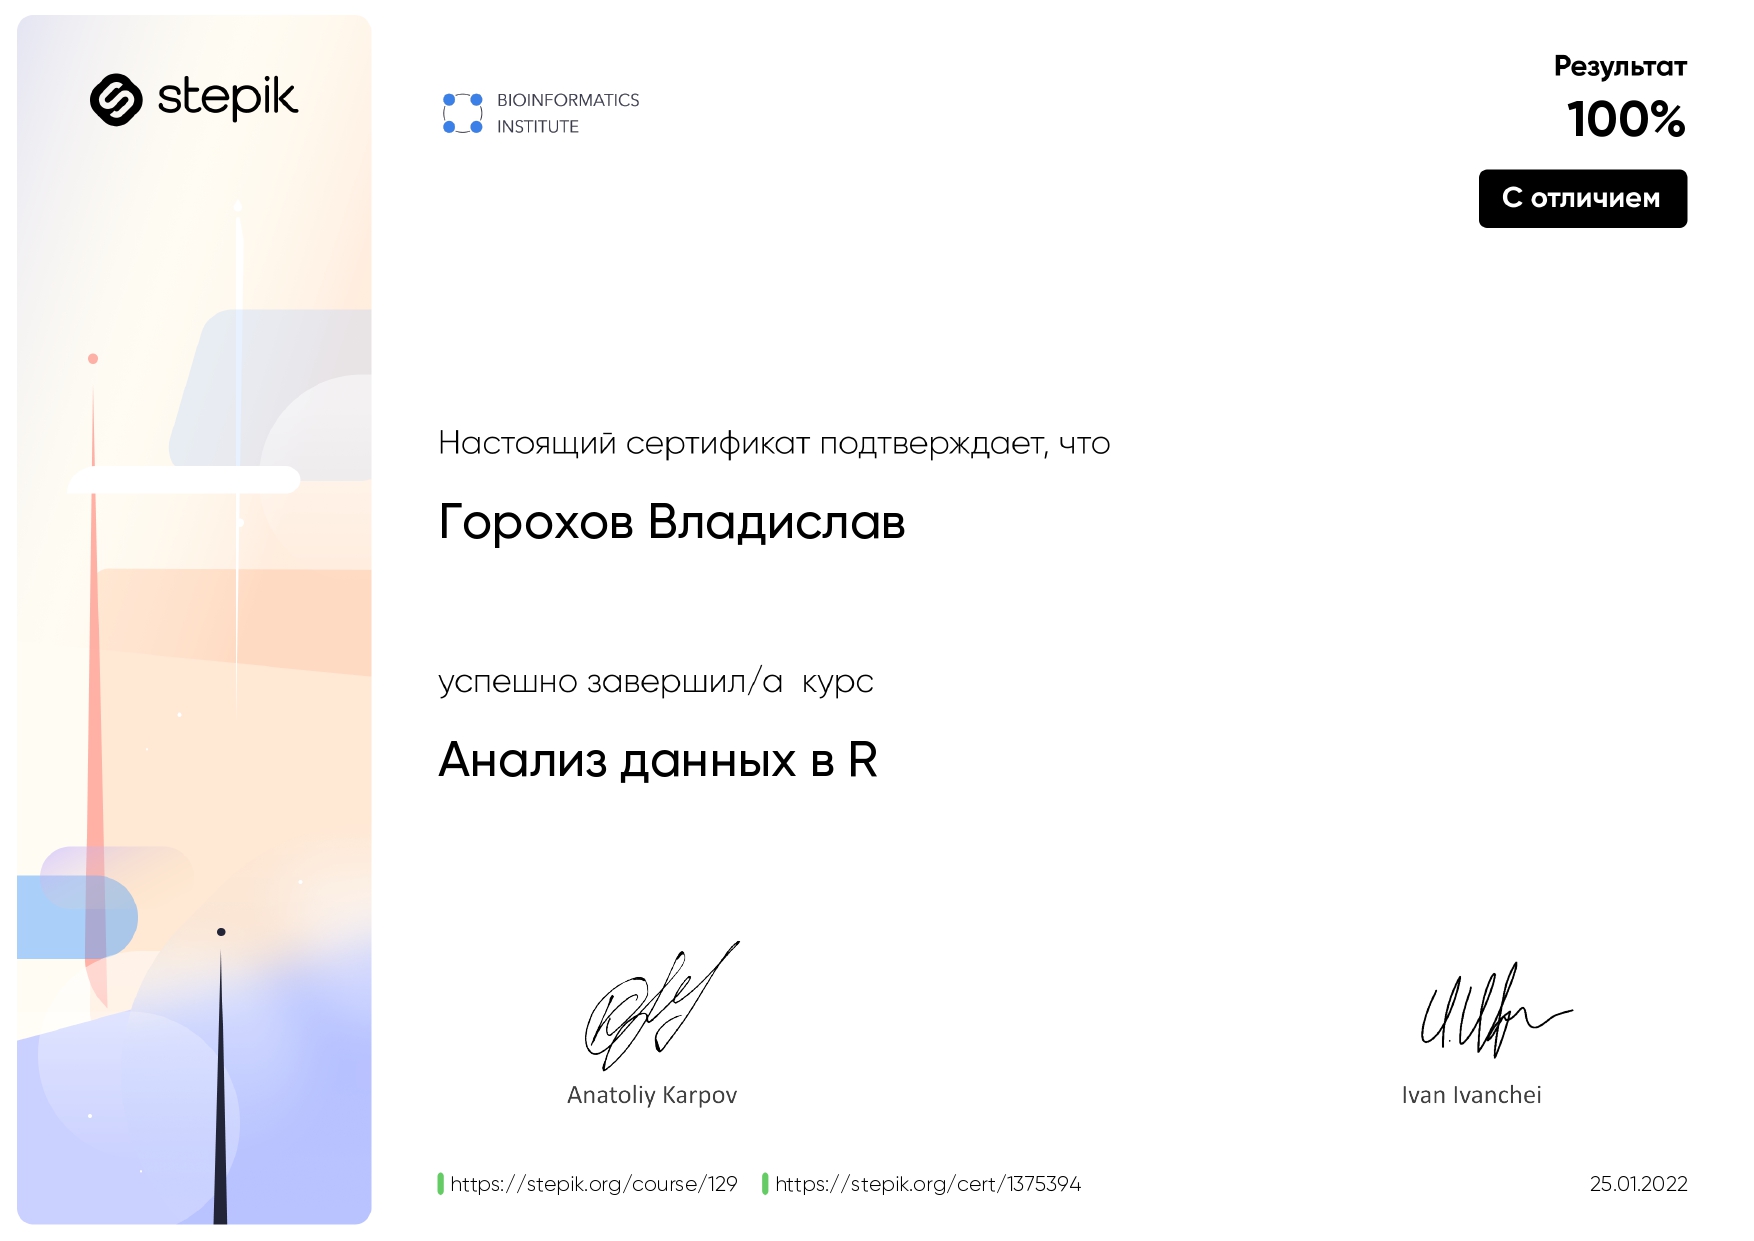 stepik
BIOINFORMATICS
INSTITUTE
Результат
100%
С отличием
Настоящий сертификат подтверждает, что
Горохов Владислав
успешно завершил/а курс
Анализ данных в R
Anatoliy Karpov
Ivan Ivanchei
https://stepik.org/course/129
https://stepik.org/cert/1375394
25.01.2022